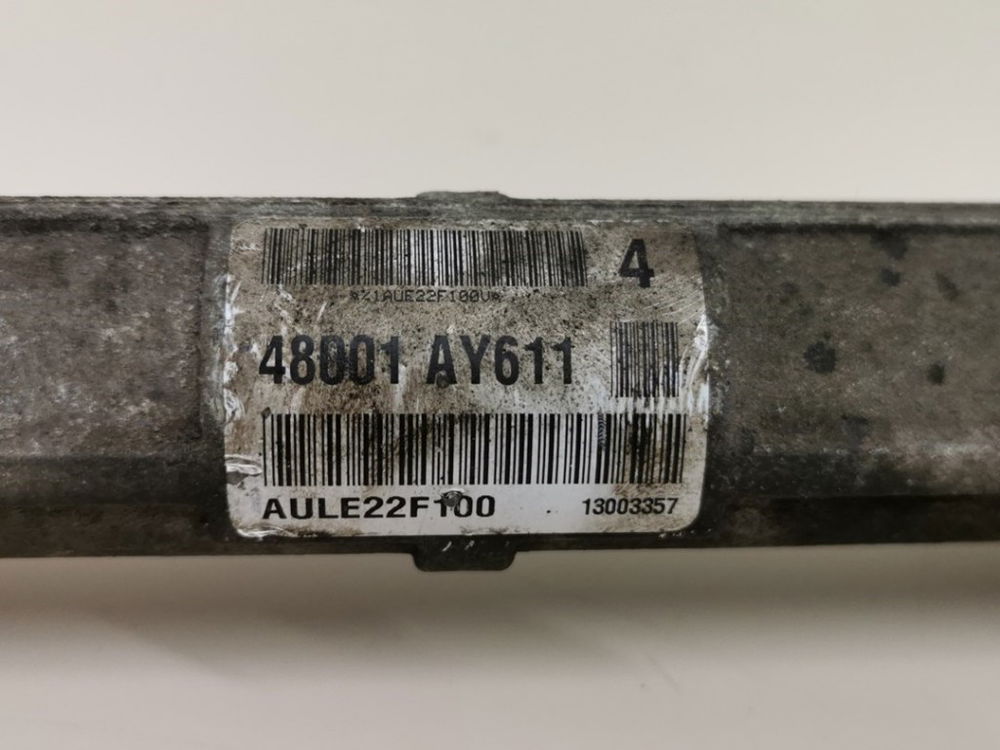 4
*%1AUE22F100V*
48001 AY611
AULE22F100
13003357